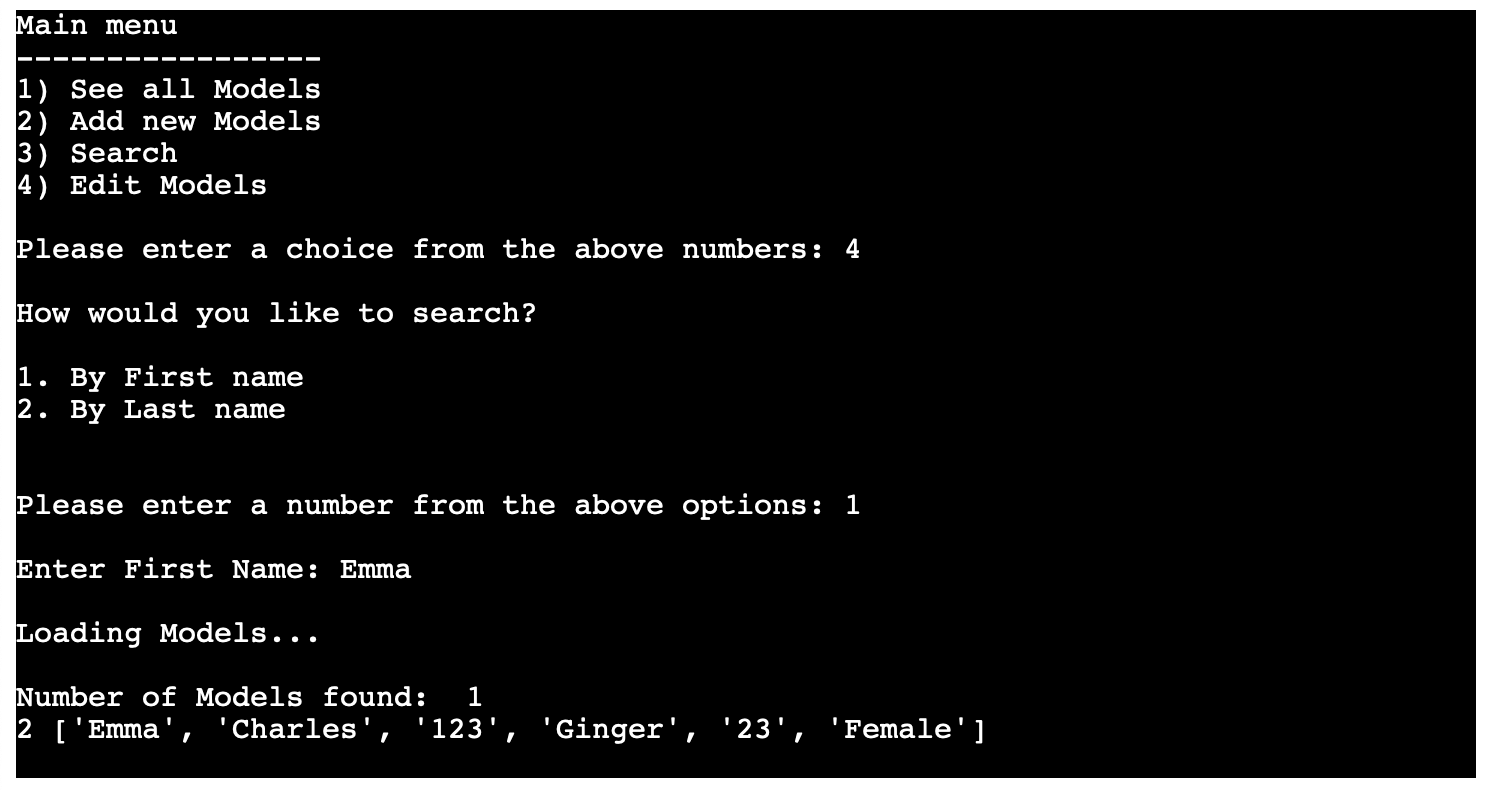 Main menu
-----------------
1) See all Models
2) Add new Models
3) Search
4) Edit Models
Please enter a choice from the above numbers: 4
How would you like to search?
1. By First name
2. By Last name
Please enter a number from the above options: 1
Enter First Name: Emma
Loading Models...
Number of Models found:  1
2 ['Emma', 'Charles', '123', 'Ginger', '23', 'Female']